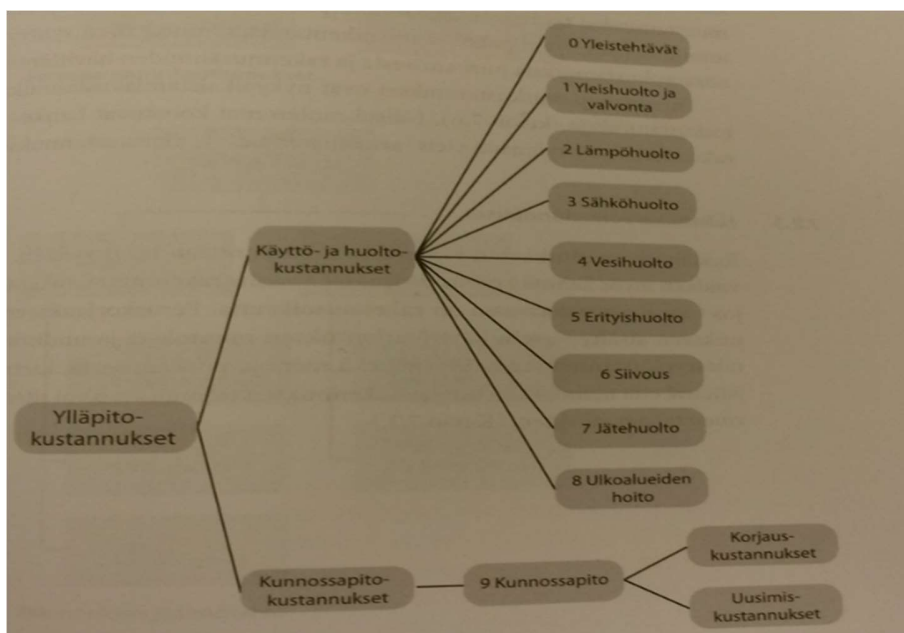 0 Yleistehtävät
1 Yleishuolto ja
valvonta
2 Lämpöhuolto
3 Sähköhuolto
Käyttö- ja huolto-
kustannukset
4 Vesihuolto
5 Erityishuolto
6 Siivous
Ylläpito-
kustannukset
7 Jätehuolto
8 Ulkoalueiden
hoito
Kunnossapito-
kustannukset
9 Kunnossapito
Korjaus-
kustannukset
Uusimis-
kustannukset